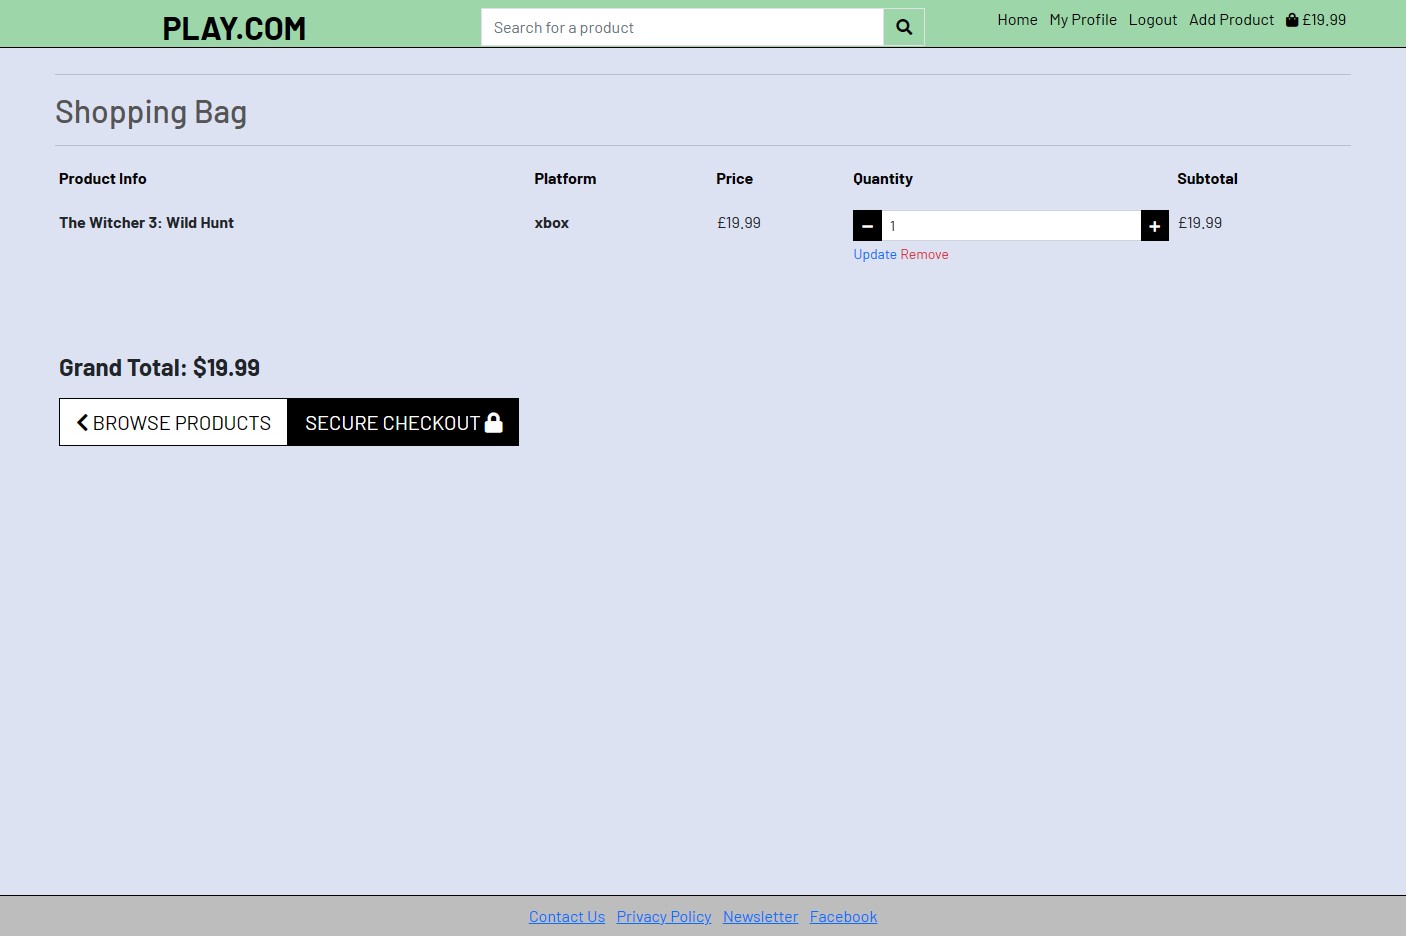 PLAY.COM
Search for a product
Home My Profile Logout Add Product £19.99
Shopping Bag
Product Info Platform Price Quantity Subtotal
The Witcher 3: Wild Hunt xbox £19.99 1 £19.99
Update Remove
Grand Total: $19.99
BROWSE PRODUCTS SECURE CHECKOUT
Contact Us Privacy Policy Newsletter Facebook